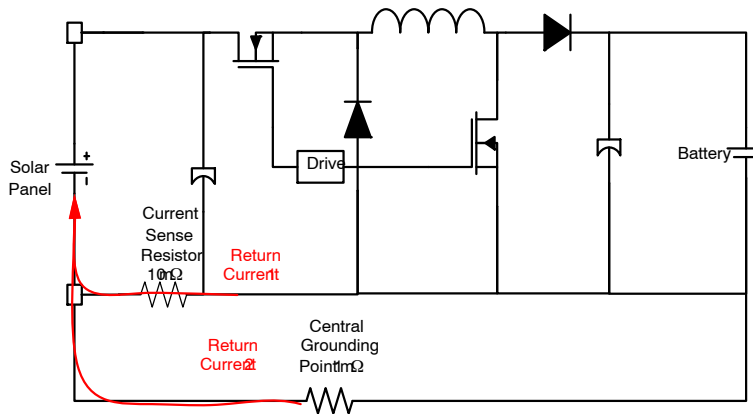 Solar
Panel
+
Drive
Battery
Current
Sense
Resistor
10mΩ
Return
Current1
Central
Grounding
Point1mΩ
Return
Current2